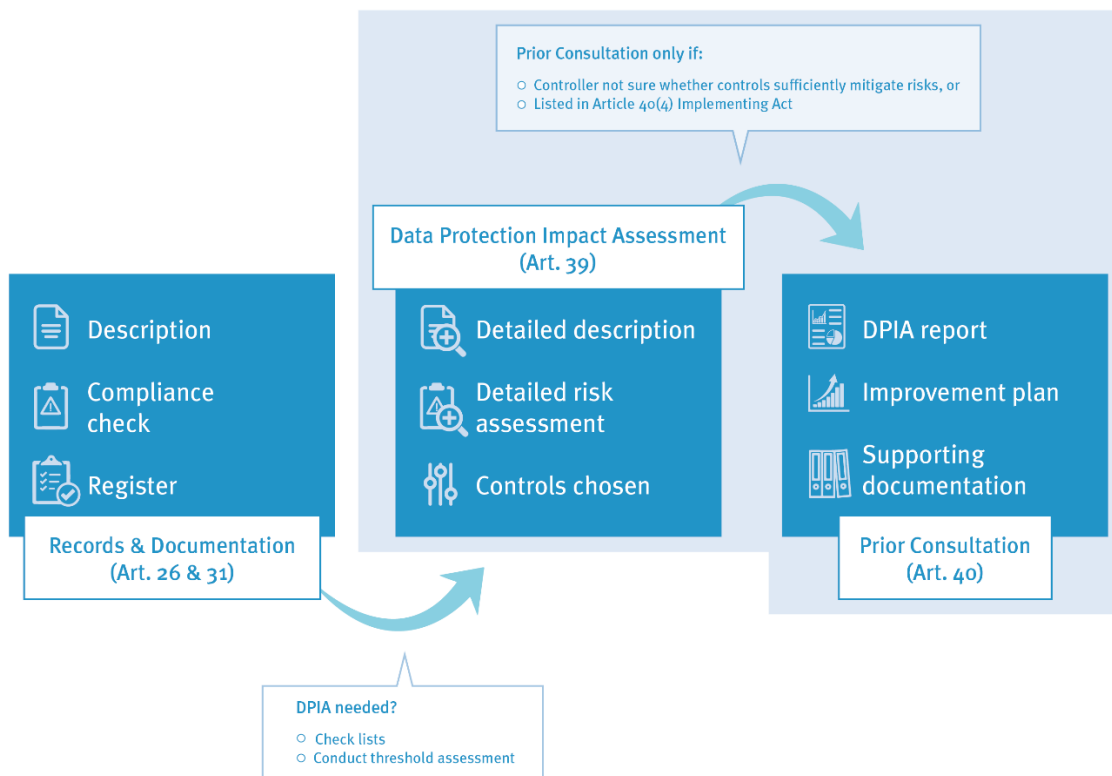 Prior Consultation only if:
Controller not sure whether controls sufficiently mitigate risks, or
Listed in Article 40(4) Implementing Act
Data Protection Impact Assessment
(Art. 39)
Description
Compliance
check
Register
Records & Documentation
(Art. 26 & 31)
Detailed description
Detailed risk
assessment
Controls chosen
DPIA report
Improvement plan
Supporting
documentation
Prior Consultation
(Art. 40)
DPIA needed?
Check lists
Conduct threshold assessment